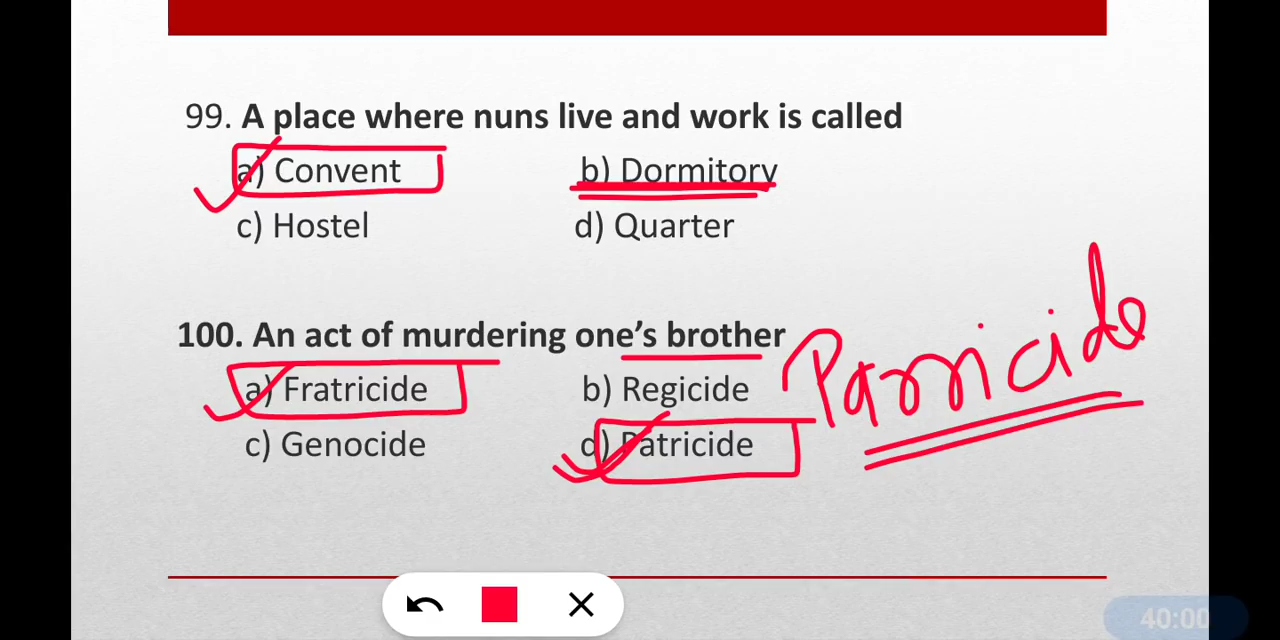 99. A place where nuns live and work is called
a) Convent b) Dormitory
c) Hostel d) Quarter
100. An act of murdering one's brother
a) Fratricide b) Regicide
c) Genocide d) Patricide
Parricide
40:00